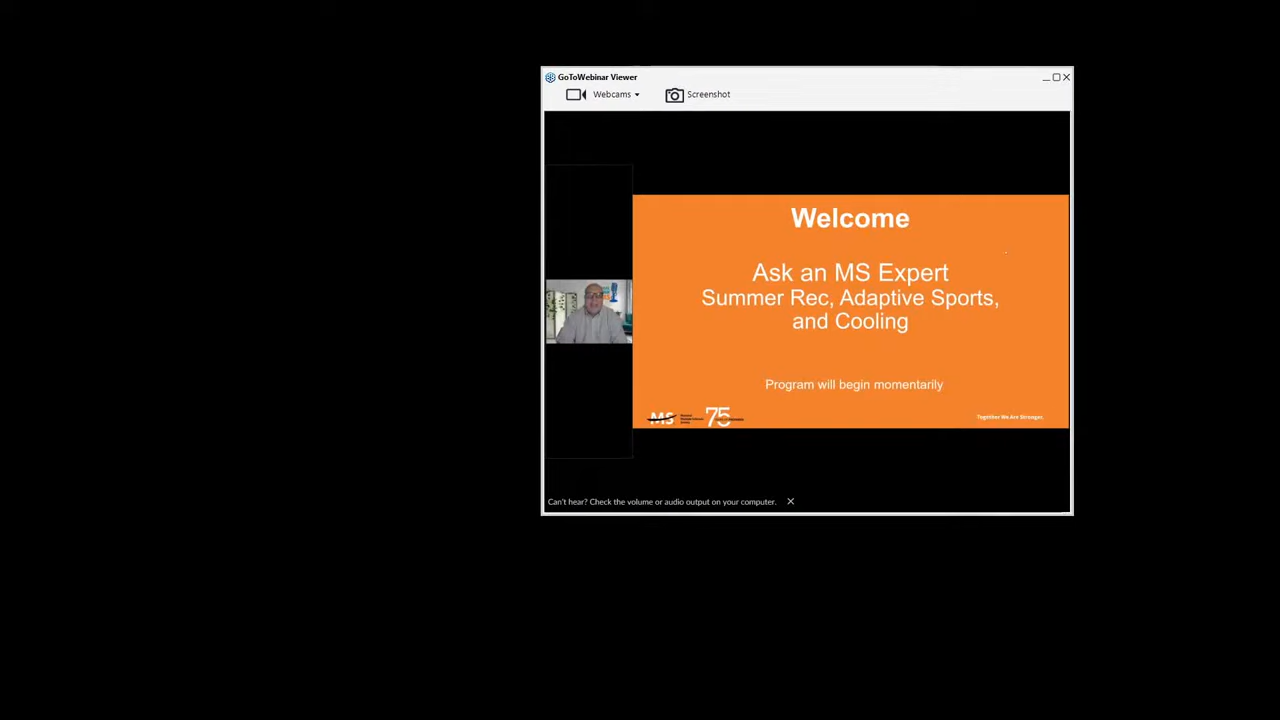 GoToWebinar Viewer
Webcams
Screenshot
Welcome
Ask an MS Expert
Summer Rec, Adaptive Sports,
and Cooling
Program will begin momentarily
MS
75
Together We Are Stronger.
Can't hear? Check the volume or audio output on your computer.